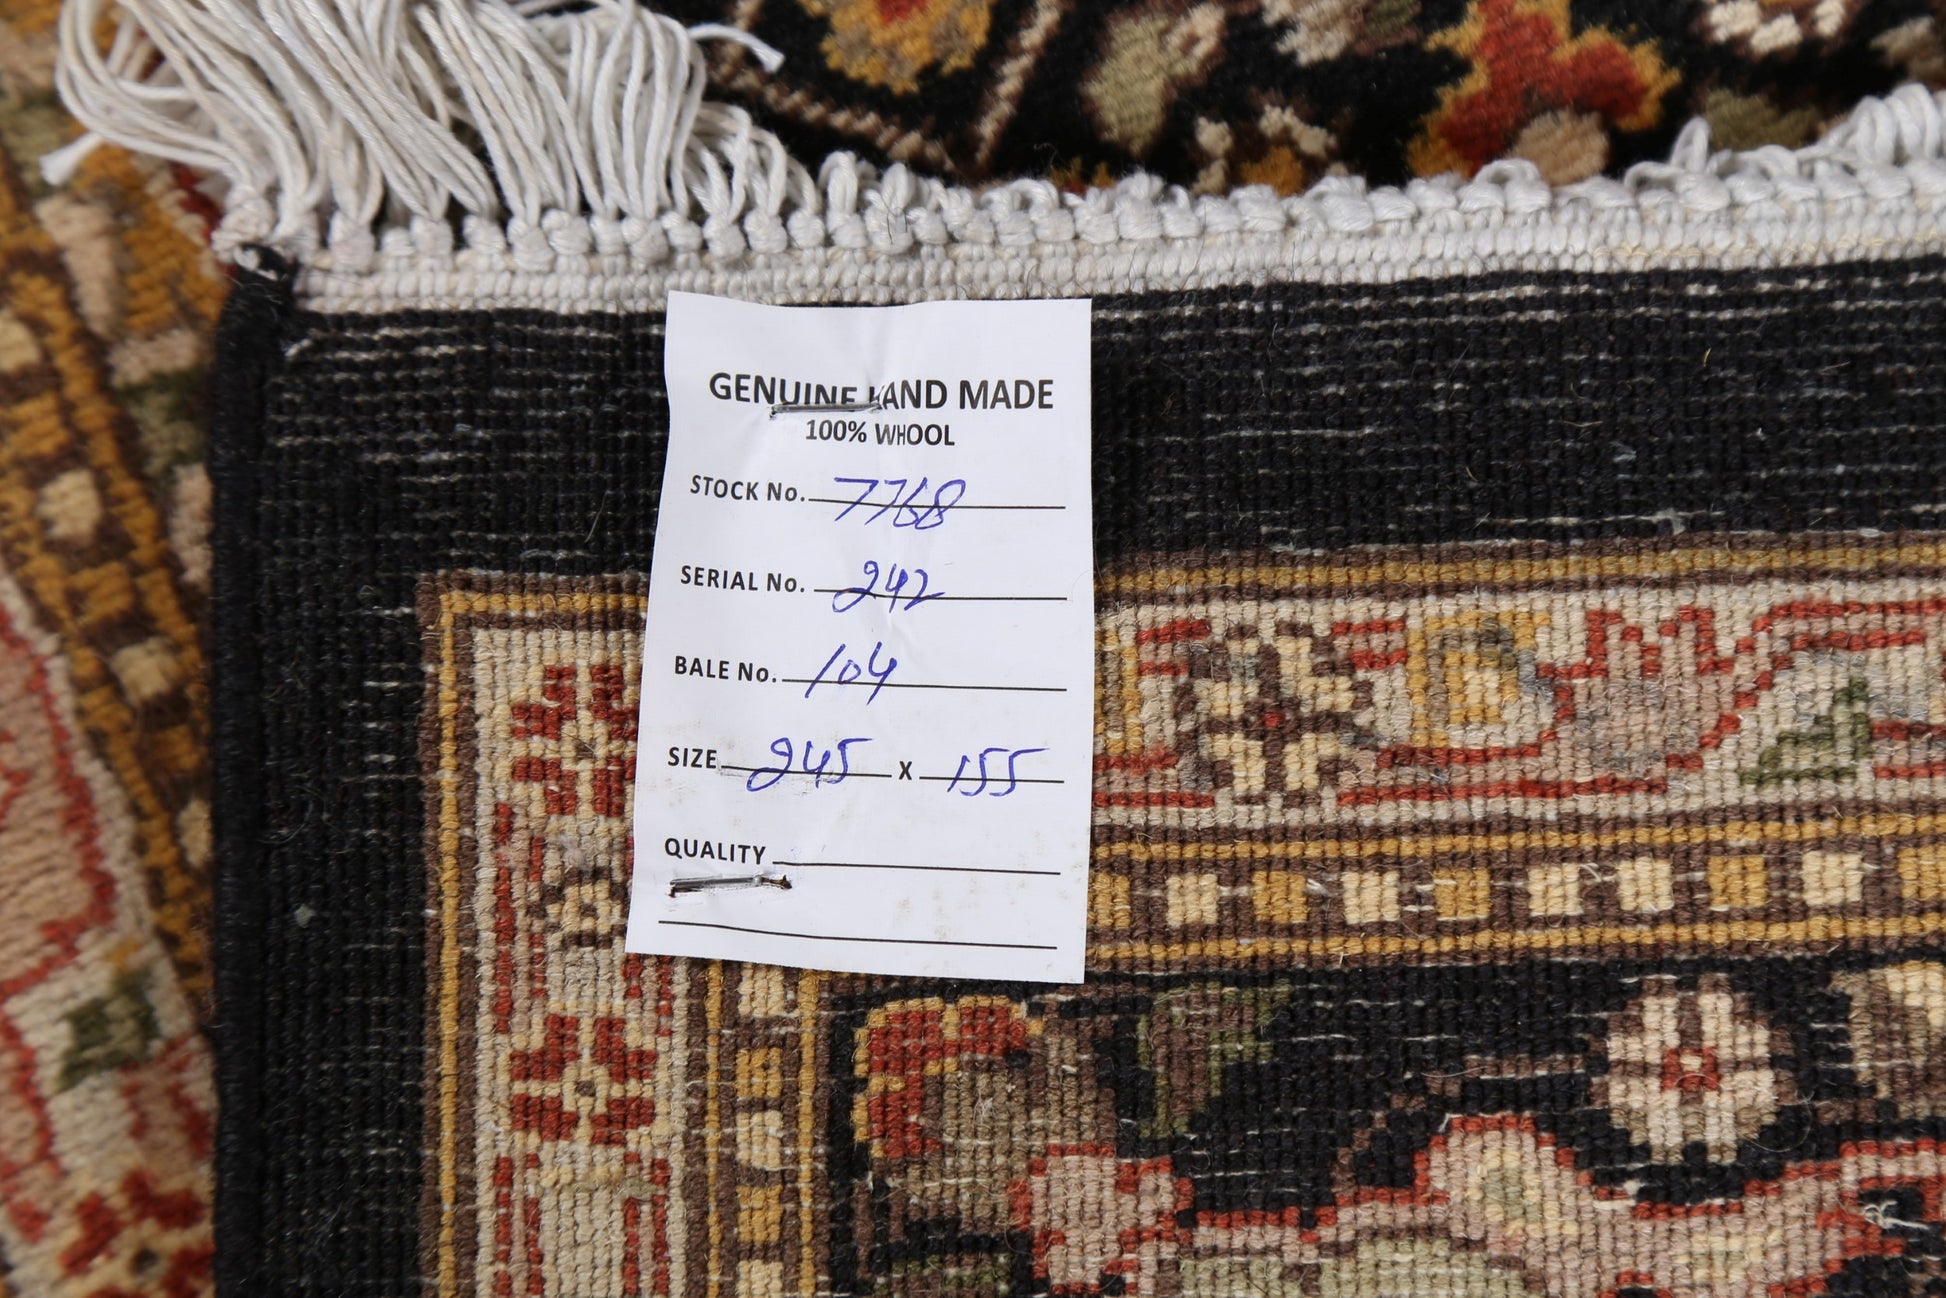 GENUINE HAND MADE
100% WHOOL
STOCK No. 7768
SERIAL No. 242
BALE No. 104
SIZE 245 X 155
QUALITY